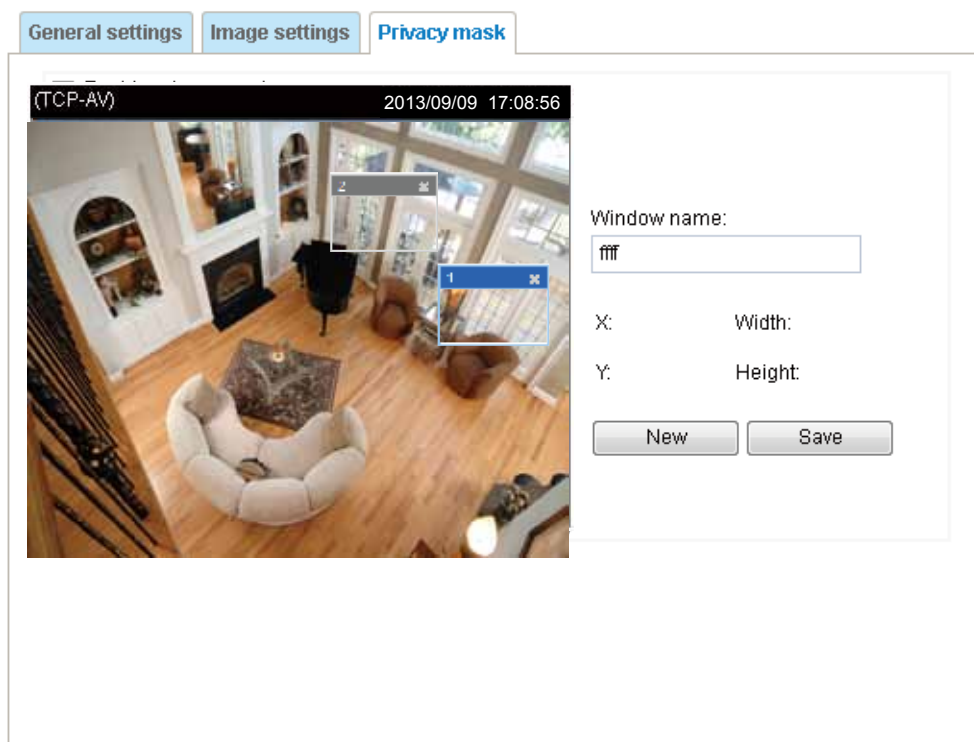 General settings Image settings Privacy mask
(TCP-AV) 2013/09/09 17:08:56
2
1
Window name:
ffff
X: Width:
Y: Height:
New Save